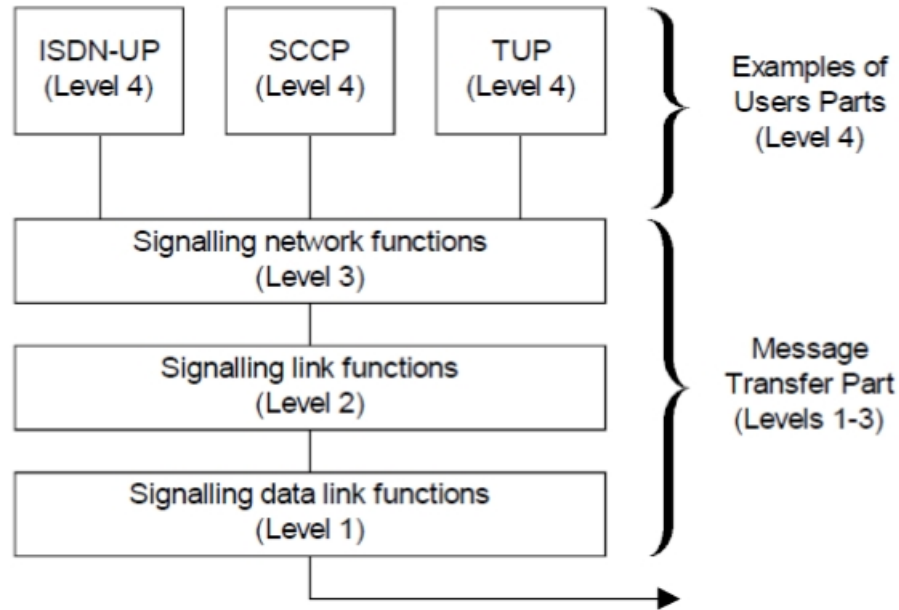 ISDN-UP
(Level 4)
SCCP
(Level 4)
TUP
(Level 4)
Examples of
Users Parts
(Level 4)
Signalling network functions
(Level 3)
Signalling link functions
(Level 2)
Message
Transfer Part
(Levels 1-3)
Signalling data link functions
(Level 1)